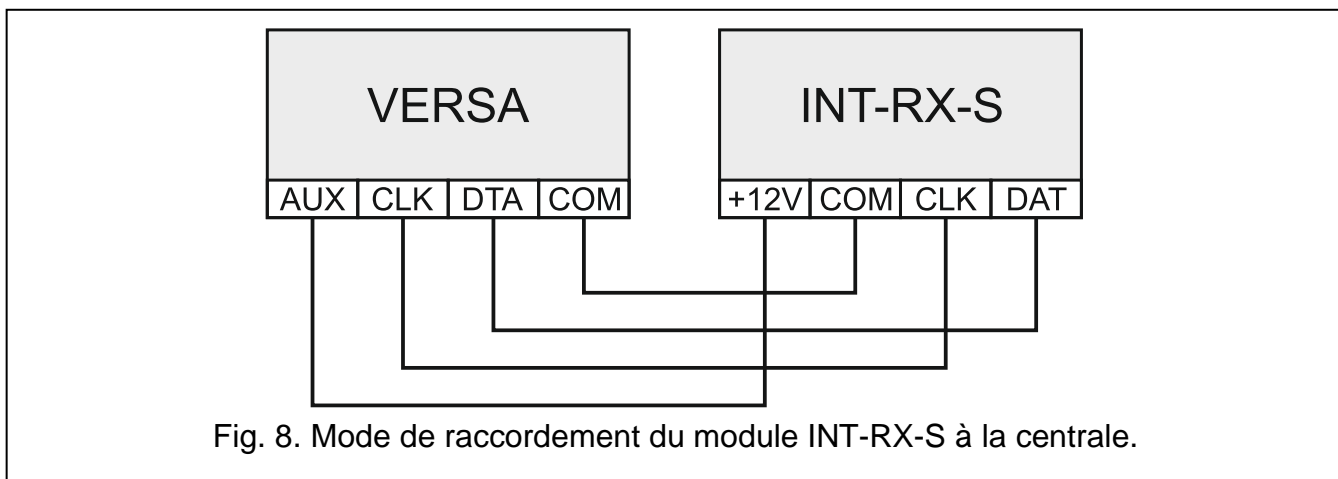 VERSA INT-RX-S
AUX CLK DTA COM +12V COM CLK DAT
Fig. 8. Mode de raccordement du module INT-RX-S à la centrale.